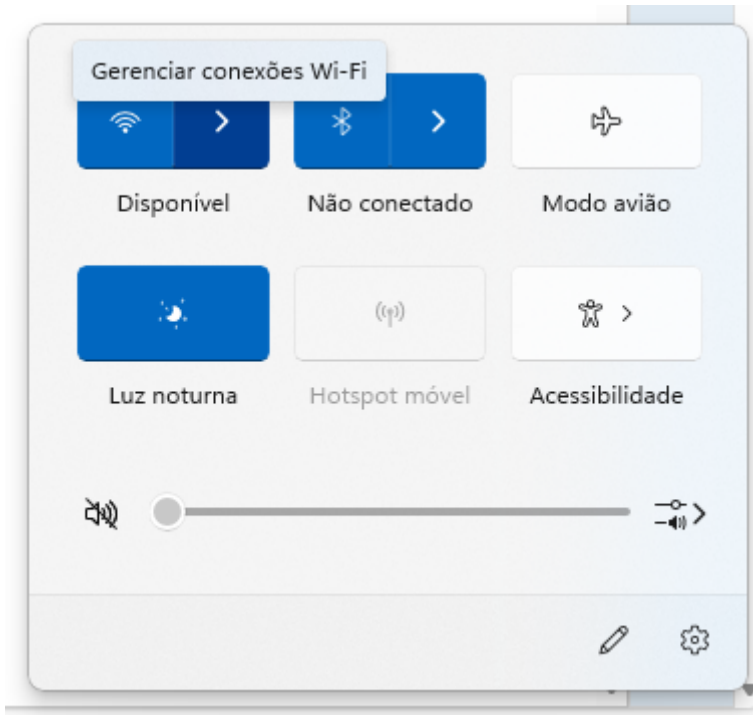 Gerenciar conexões Wi-Fi
Disponível
Não conectado
Modo avião
Luz noturna
Hotspot móvel
Acessibilidade